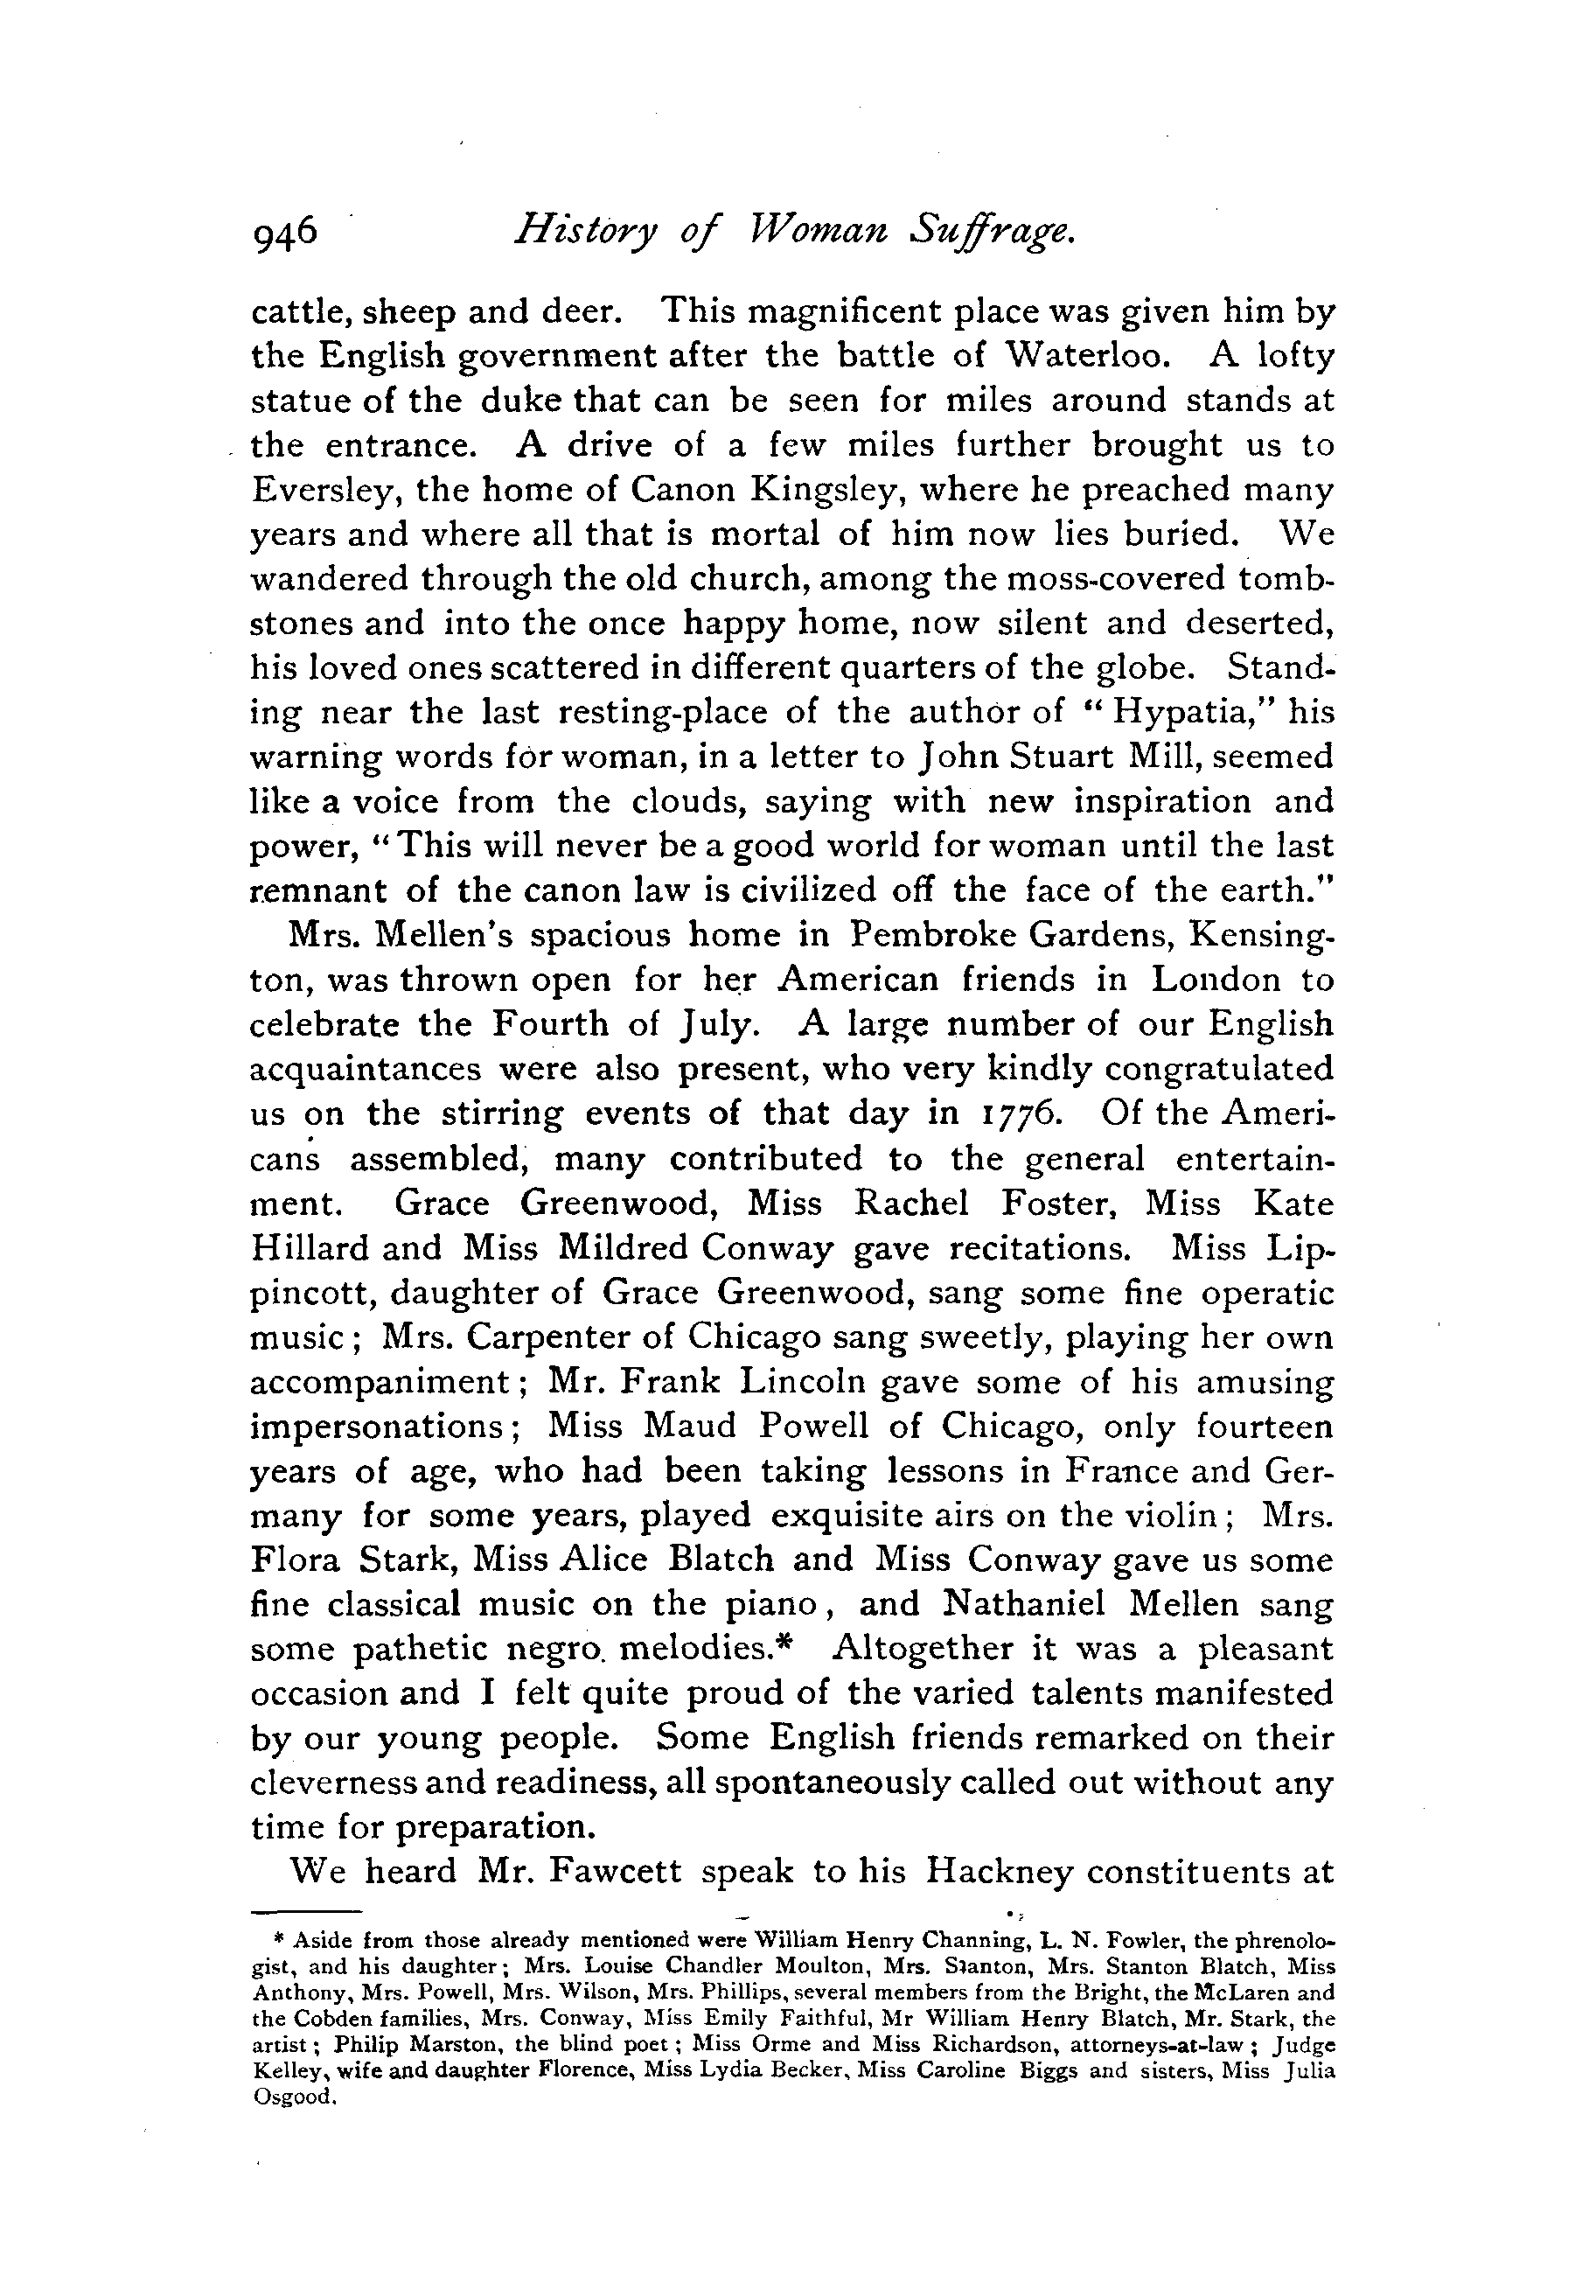 946 History of Woman Suffrage.
cattle, sheep and deer. This magnificent place was given him by
the English government after the battle of Waterloo. A lofty
statue of the duke that can be seen for miles around stands at
the entrance. A drive of a few miles further brought us to
Eversley, the home of Canon Kingsley, where he preached many
years and where all that is mortal of him now lies buried. We
wandered through the old church, among the moss-covered tomb-
stones and into the once happy home, now silent and deserted,
his loved ones scattered in different quarters of the globe. Stand-
ing near the last resting-place of the author of “Hypatia,” his
warning words for woman, in a letter to John Stuart Mill, seemed
like a voice from the clouds, saying with new inspiration and
power, “This will never be a good world for woman until the last
remnant of the canon law is civilized off the face of the earth.”
Mrs. Mellen's spacious home in Pembroke Gardens, Kensing-
ton, was thrown open for her American friends in London to
celebrate the Fourth of July. A large number of our English
acquaintances were also present, who very kindly congratulated
us on the stirring events of that day in 1776. Of the Ameri-
cans assembled, many contributed to the general entertain-
ment. Grace Greenwood, Miss Rachel Foster, Miss Kate
Hillard and Miss Mildred Conway gave recitations. Miss Lip-
pincott, daughter of Grace Greenwood, sang some fine operatic
music; Mrs. Carpenter of Chicago sang sweetly, playing her own
accompaniment; Mr. Frank Lincoln gave some of his amusing
impersonations; Miss Maud Powell of Chicago, only fourteen
years of age, who had been taking lessons in France and Ger-
many for some years, played exquisite airs on the violin; Mrs.
Flora Stark, Miss Alice Blatch and Miss Conway gave us some
fine classical music on the piano, and Nathaniel Mellen sang
some pathetic negro melodies.* Altogether it was a pleasant
occasion and I felt quite proud of the varied talents manifested
by our young people. Some English friends remarked on their
cleverness and readiness, all spontaneously called out without any
time for preparation.
We heard Mr. Fawcett speak to his Hackney constituents at
* Aside from those already mentioned were William Henry Channing, L. N. Fowler, the phrenolo-
gist, and his daughter; Mrs. Louise Chandler Moulton, Mrs. Stanton, Mrs. Stanton Blatch, Miss
Anthony, Mrs. Powell, Mrs. Wilson, Mrs. Phillips, several members from the Bright, the McLaren and
the Cobden families, Mrs. Conway, Miss Emily Faithful, Mr William Henry Blatch, Mr. Stark, the
artist; Philip Marston, the blind poet; Miss Orme and Miss Richardson, attorneys-at-law; Judge
Kelley, wife and daughter Florence, Miss Lydia Becker, Miss Caroline Biggs and sisters, Miss Julia
Osgood.